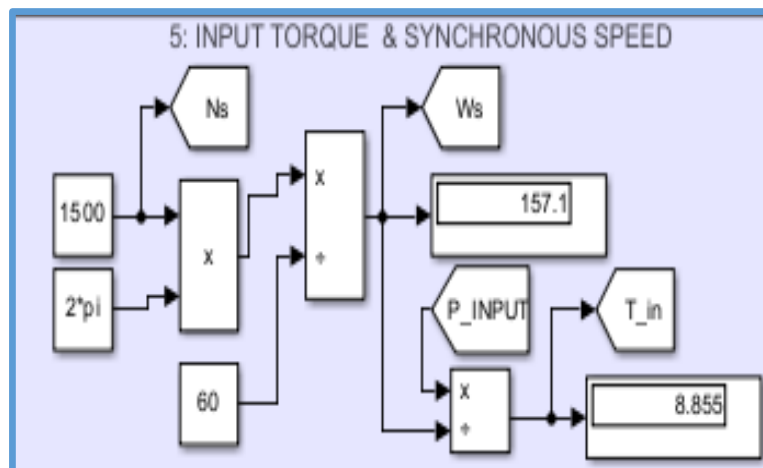 5: INPUT TORQUE & SYNCHRONOUS SPEED
Ns
Ws
1500
x
x
÷
157.1
2*pi
P_INPUT
T_in
60
x
÷
8.855